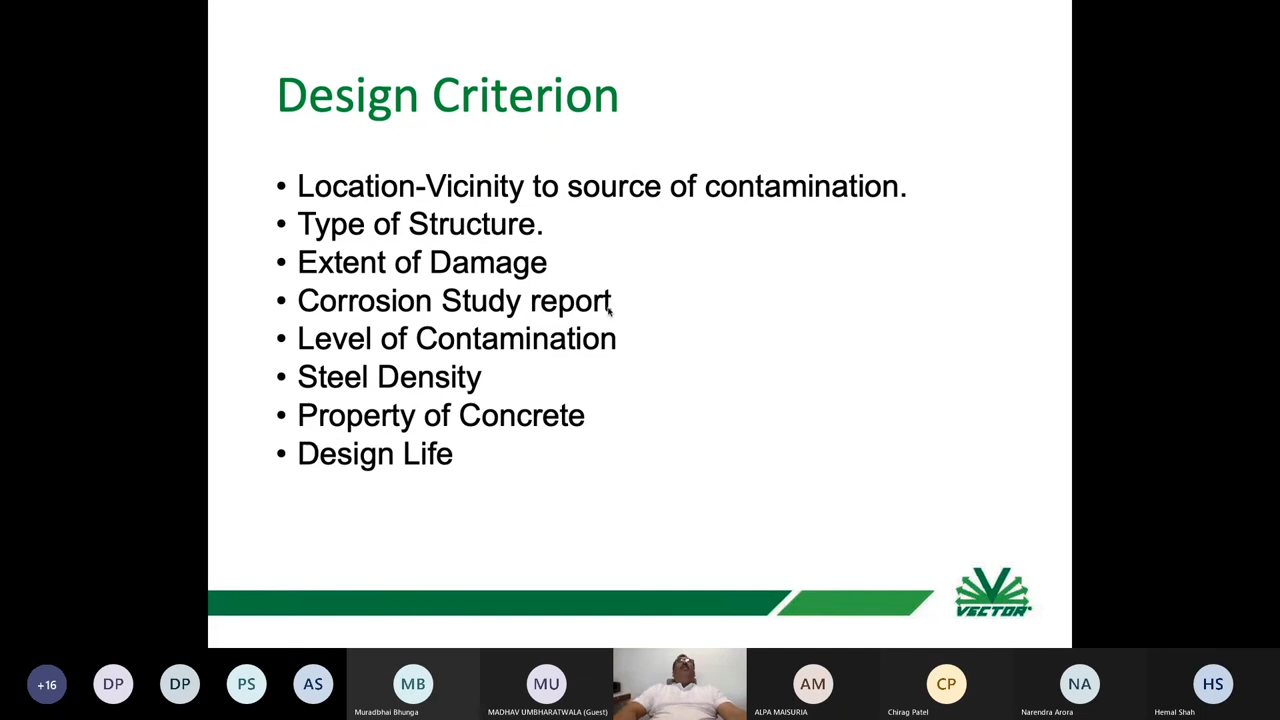 Design Criterion
• Location-Vicinity to source of contamination.
• Type of Structure.
• Extent of Damage
• Corrosion Study report
• Level of Contamination
• Steel Density
• Property of Concrete
• Design Life
VECTOR®
+16 DP DP PS AS MB MU AM CP NA HS
Muradbhai Bhunga MADHAV UMBHARATWALA (Guest) ALPA MAISURIA Chirag Patel Narendra Arora Hemal Shah